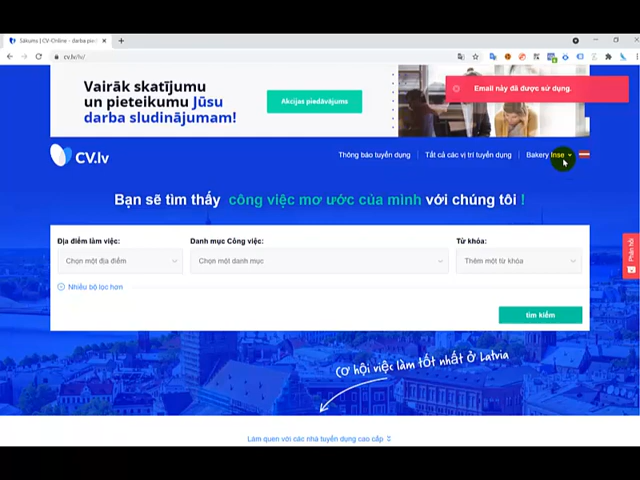 Sākums | CV-Online - darba pie
cv.lv/lv/
Vairāk skatījumu
un pieteikumu Jūsu
darba sludinājumam!
Akcijas piedāvājums
Email này đã được sử dụng.
CV.lv
Thông báo tuyển dụng
Tất cả các vị trí tuyển dụng
Bakery Inse
Bạn sẽ tìm thấy công việc mơ ước của mình với chúng tôi !
Địa điểm làm việc:
Danh mục Công việc:
Từ khóa:
Chọn một địa điểm
Chọn một danh mục
Thêm một từ khóa
Phản hồi
Nhiều bộ lọc hơn
tìm kiếm
Cơ hội việc làm tốt nhất ở Latvia
Làm quen với các nhà tuyển dụng cao cấp